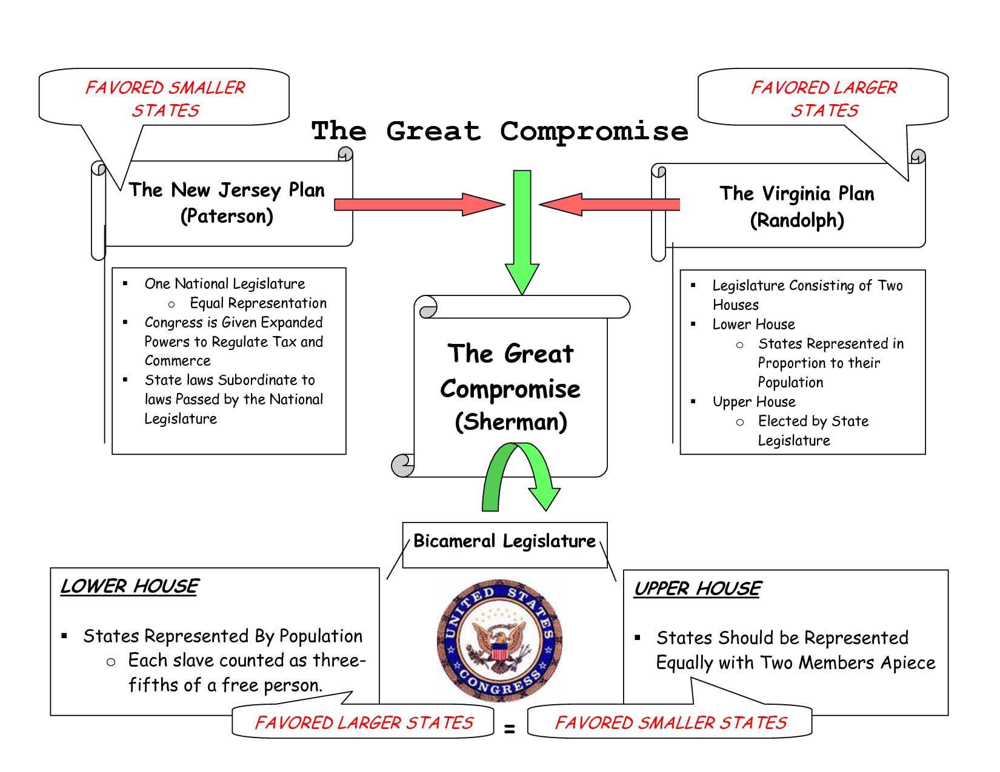 FAVORED SMALLER
STATES
FAVORED LARGER
STATES
The Great Compromise
The New Jersey Plan
(Paterson)
The Virginia Plan
(Randolph)
▪ One National Legislature
o Equal Representation
▪ Congress is Given Expanded
Powers to Regulate Tax and
Commerce
▪ State laws Subordinate to
laws Passed by the National
Legislature
▪ Legislature Consisting of Two
Houses
▪ Lower House
o States Represented in
Proportion to their
Population
▪ Upper House
o Elected by State
Legislature
The Great
Compromise
(Sherman)
Bicameral Legislature
LOWER HOUSE
▪ States Represented By Population
o Each slave counted as three-
fifths of a free person.
UNITED STATES
CONGRESS
UPPER HOUSE
▪ States Should be Represented
Equally with Two Members Apiece
FAVORED LARGER STATES
=
FAVORED SMALLER STATES